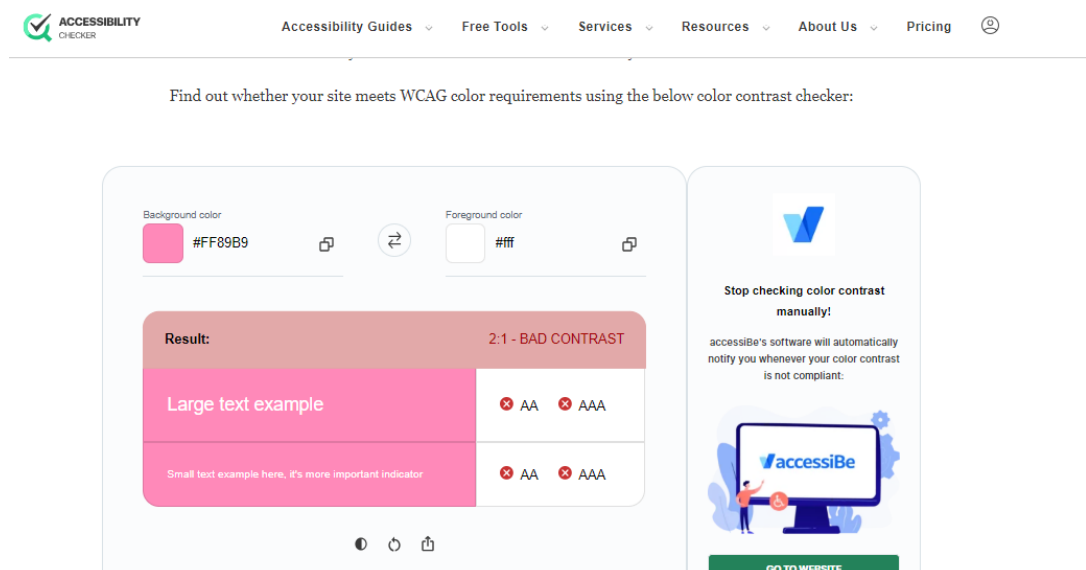 ACCESSIBILITY
CHECKER
Accessibility Guides
Free Tools
Services
Resources
About Us
Pricing
Find out whether your site meets WCAG color requirements using the below color contrast checker:
Background color
#FF89B9
Foreground color
#fff
Result:
2:1 - BAD CONTRAST
Large text example
AA
AAA
Small text example here, it's more important indicator
AA
AAA
Stop checking color contrast
manually!
accessiBe's software will automatically
notify you whenever your color contrast
is not compliant:
accessiBe
GO TO WEBSITE